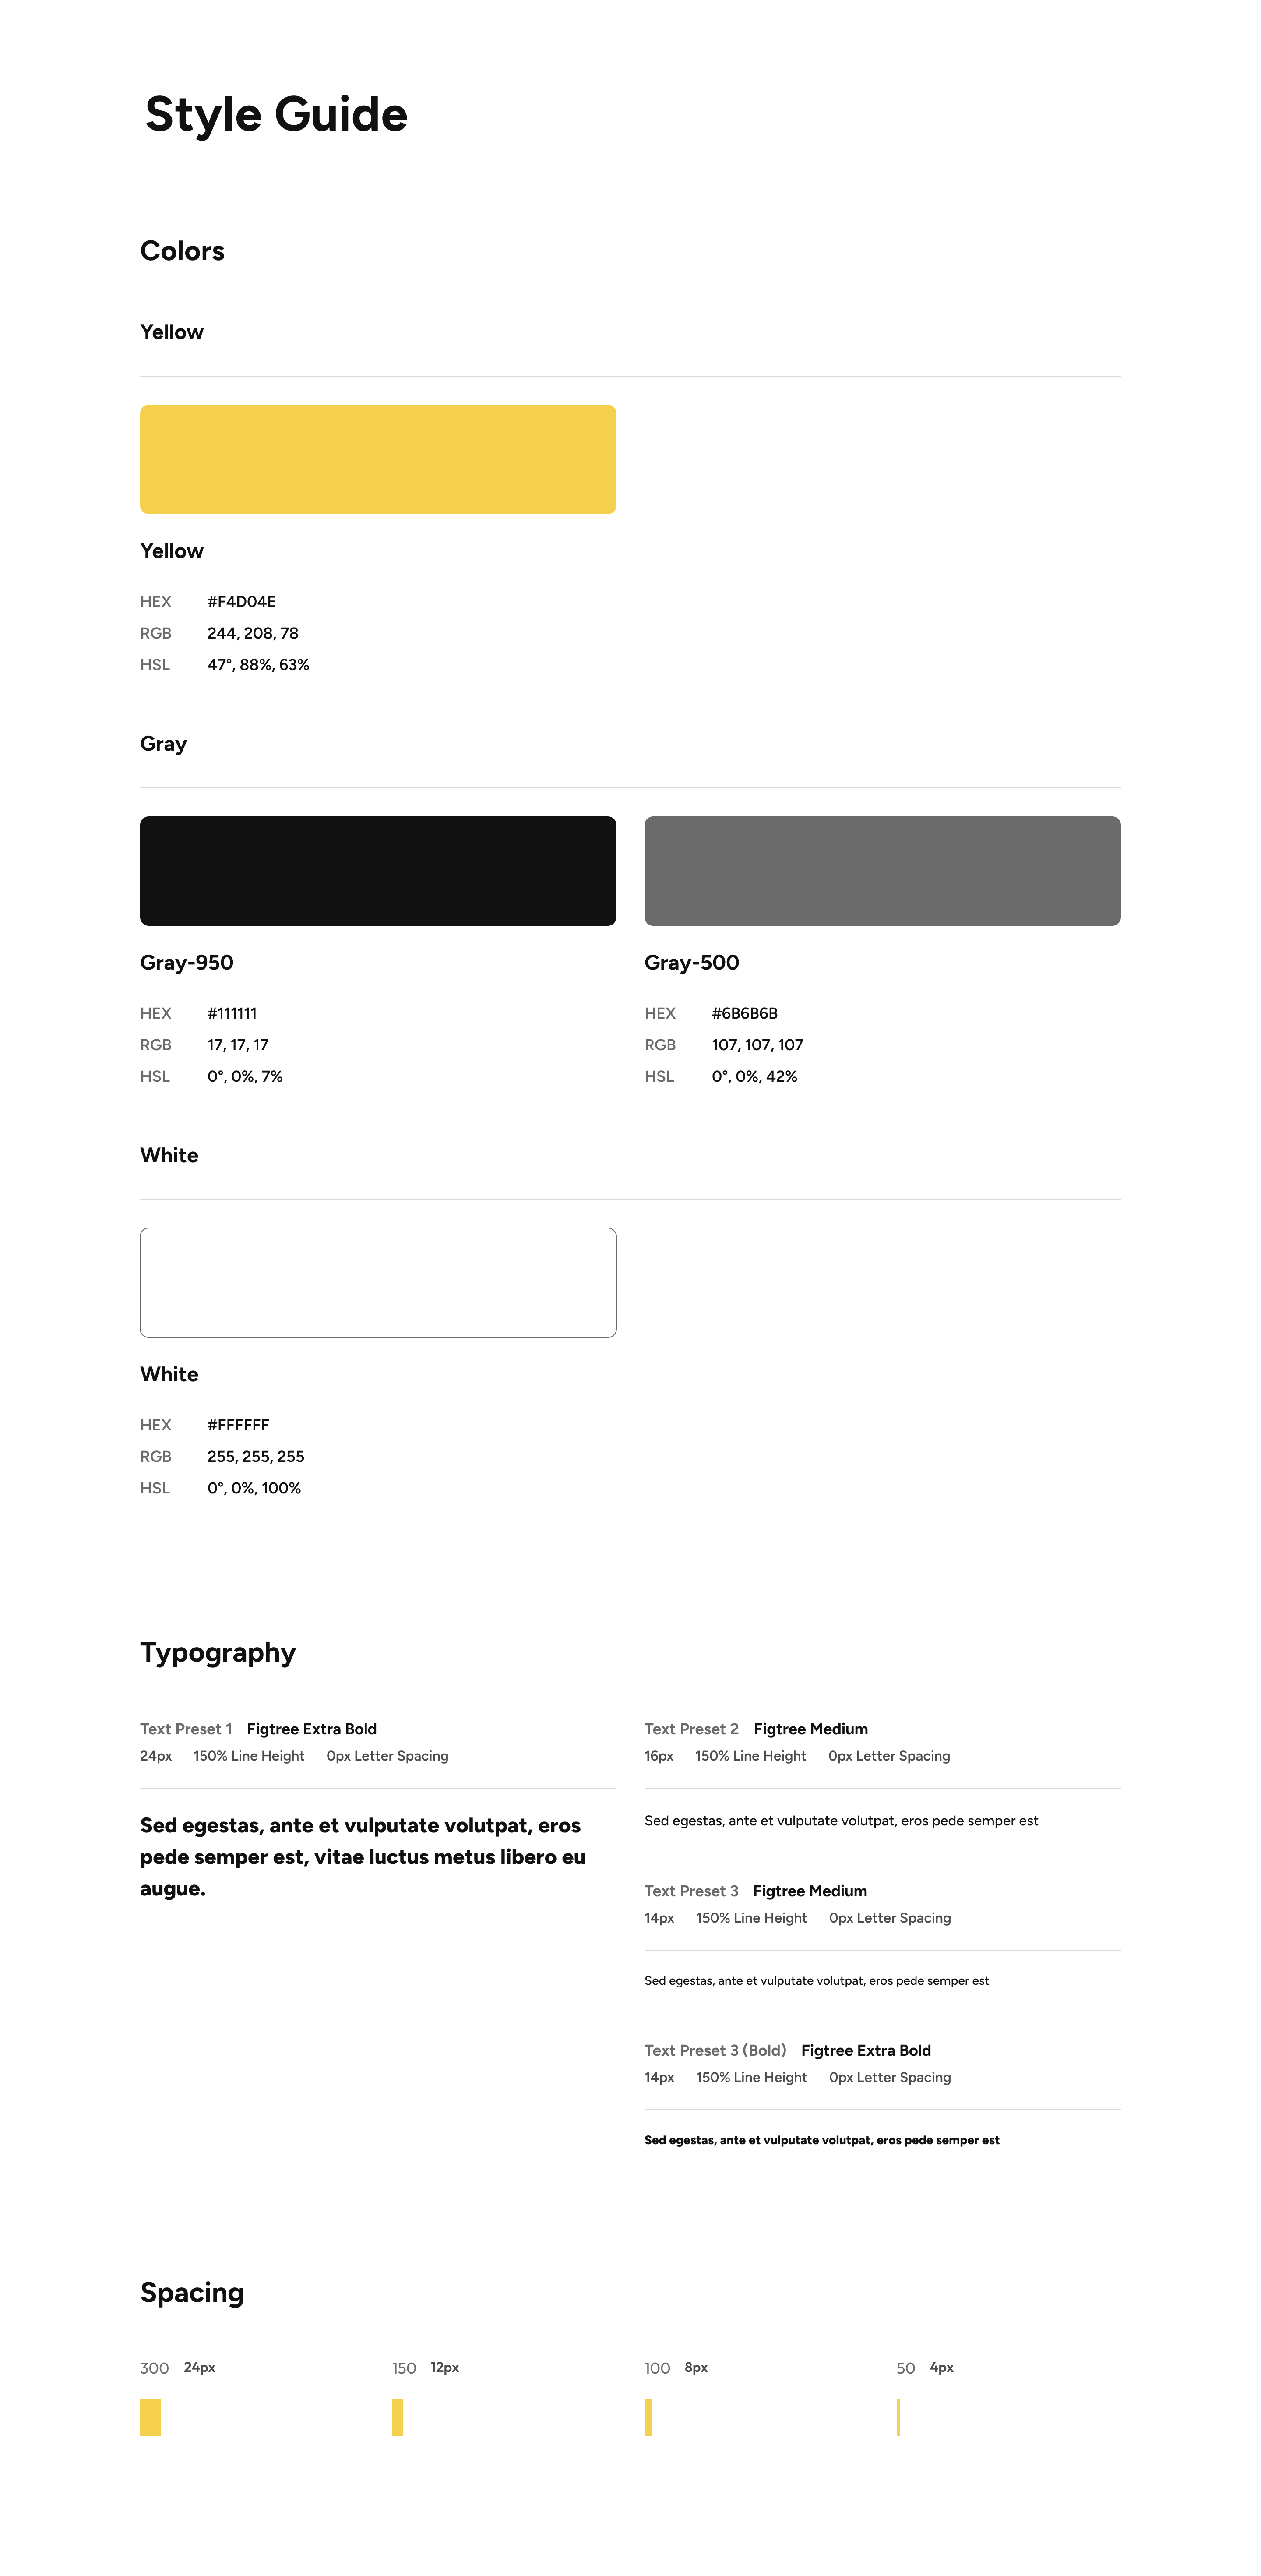 Style Guide
Colors
Yellow
Yellow
HEX #F4D04E
RGB 244, 208, 78
HSL 47°, 88%, 63%
Gray
Gray-950
HEX #111111
RGB 17, 17, 17
HSL 0°, 0%, 7%
Gray-500
HEX #6B6B6B
RGB 107, 107, 107
HSL 0°, 0%, 42%
White
White
HEX #FFFFFF
RGB 255, 255, 255
HSL 0°, 0%, 100%
Typography
Text Preset 1 Figtree Extra Bold
24px 150% Line Height 0px Letter Spacing
Sed egestas, ante et vulputate volutpat, eros
pede semper est, vitae luctus metus libero eu
augue.
Text Preset 2 Figtree Medium
16px 150% Line Height 0px Letter Spacing
Sed egestas, ante et vulputate volutpat, eros pede semper est
Text Preset 3 Figtree Medium
14px 150% Line Height 0px Letter Spacing
Sed egestas, ante et vulputate volutpat, eros pede semper est
Text Preset 3 (Bold) Figtree Extra Bold
14px 150% Line Height 0px Letter Spacing
Sed egestas, ante et vulputate volutpat, eros pede semper est
Spacing
300 24px
150 12px
100 8px
50 4px